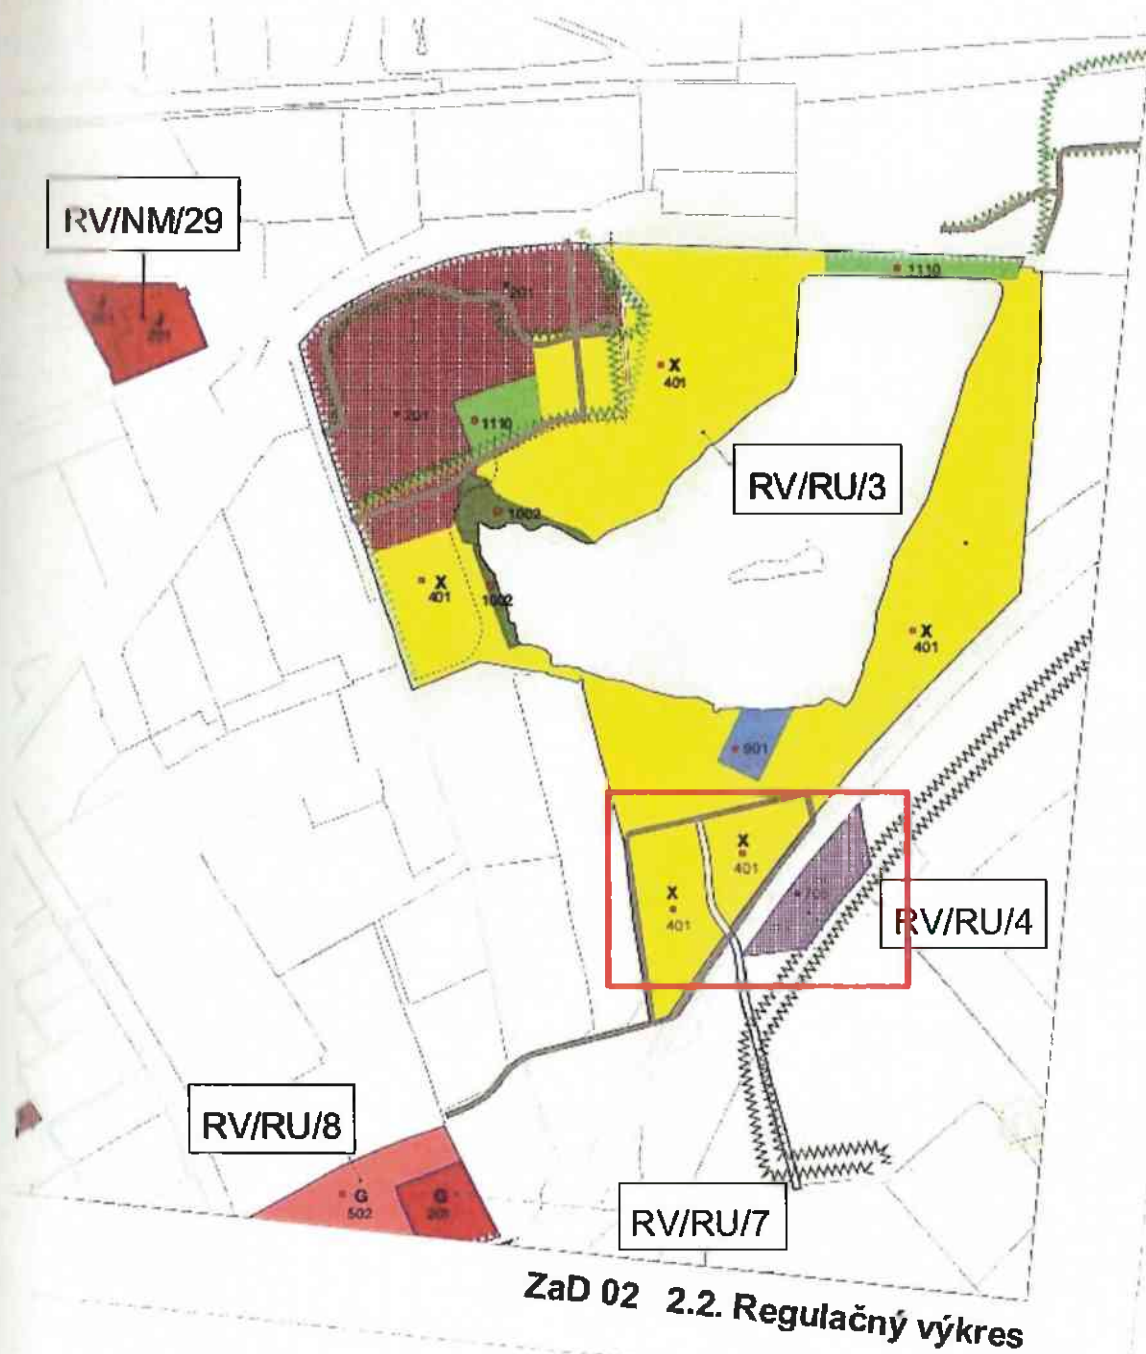 RV/NM/29
1110
201
X
401
201
1110
RV/RU/3
1002
X
401
1002
X
401
901
X
401
X
401
RV/RU/4
RV/RU/8
G
502
G
RV/RU/7
ZaD 02 2.2. Regulačný výkres